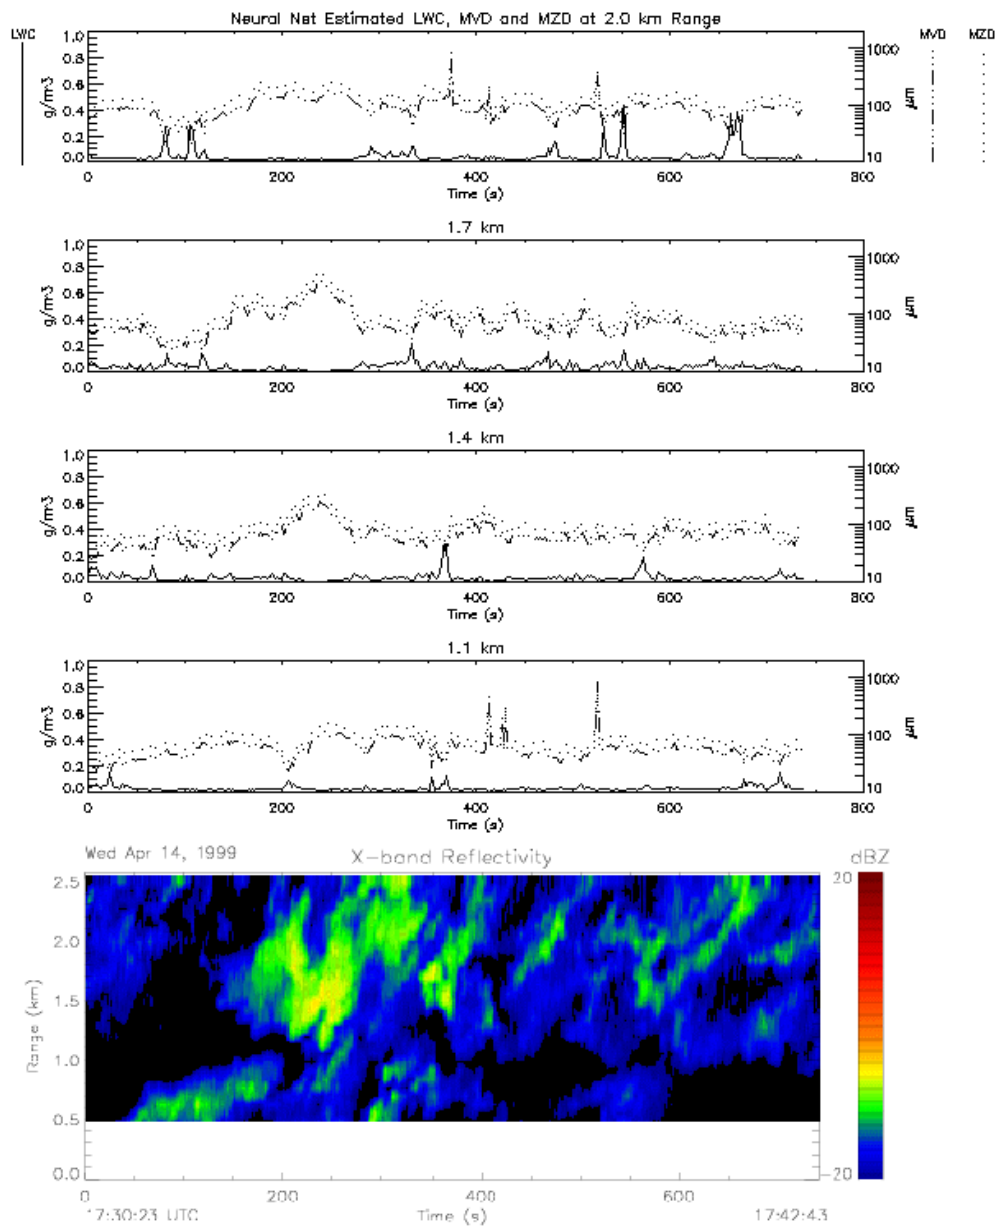 Neural Net Estimated LWC, MVD and MZD at 2.0 km Range
LWC
MVD MZD
1.0
0.8
0.6
0.4
0.2
0.0
g/m3
1000
100
10
μm
0 200 400 600 800
Time (s)
1.7 km
1.0
0.8
0.6
0.4
0.2
0.0
g/m3
1000
100
10
μm
0 200 400 600 800
Time (s)
1.4 km
1.0
0.8
0.6
0.4
0.2
0.0
g/m3
1000
100
10
μm
0 200 400 600 800
Time (s)
1.1 km
1.0
0.8
0.6
0.4
0.2
0.0
g/m3
1000
100
10
μm
0 200 400 600 800
Time (s)
Wed Apr 14, 1999 X-band Reflectivity dBZ
2.5
2.0
1.5
1.0
0.5
0.0
Range (km)
20
-20
0 200 400 600
17:30:23 UTC Time (s) 17:42:43